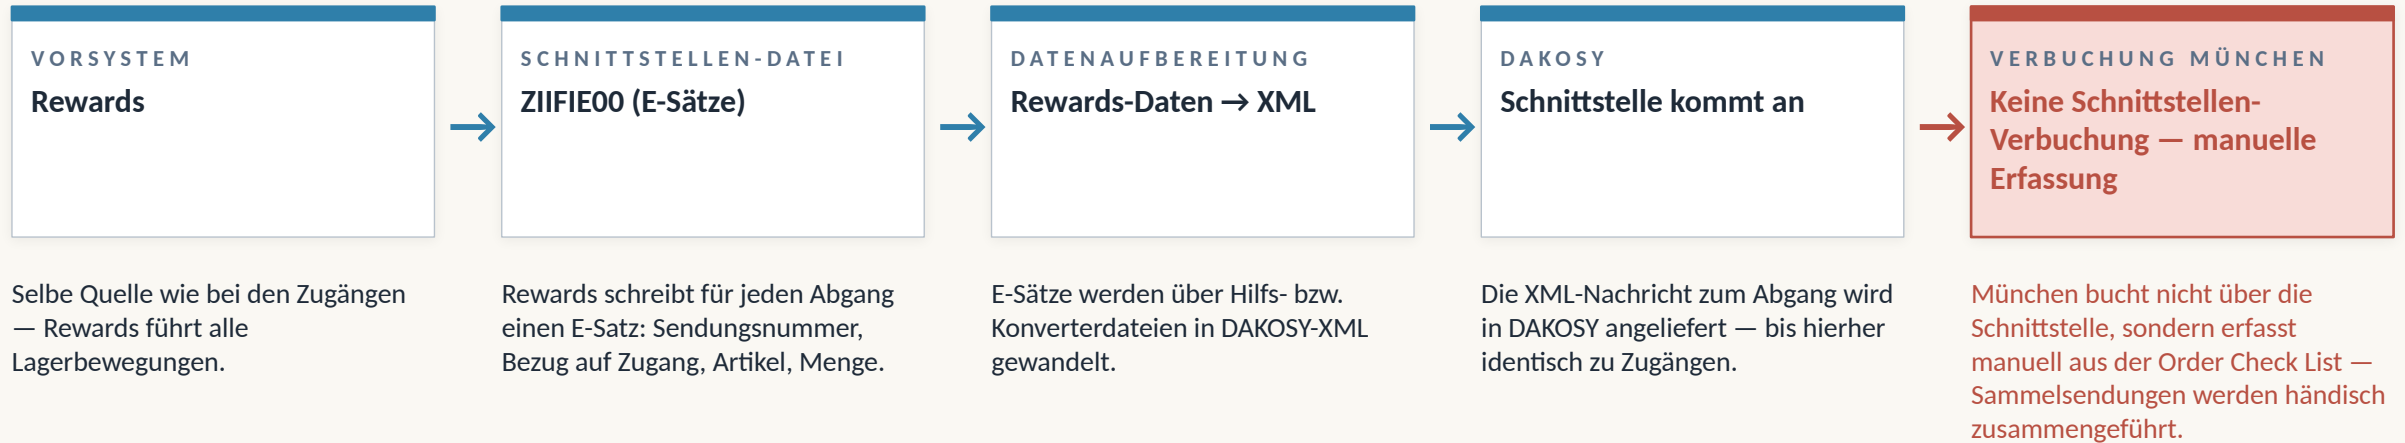 VORSYSTEM
Rewards
SCHNITTSTELLEN-DATEI
ZIIFIE00 (E-Sätze)
DATENAUFBEREITUNG
Rewards-Daten → XML
DAKOSY
Schnittstelle kommt an
VERBUCHUNG MÜNCHEN
Keine Schnittstellen-
Verbuchung — manuelle
Erfassung
Selbe Quelle wie bei den Zugängen
— Rewards führt alle
Lagerbewegungen.
Rewards schreibt für jeden Abgang
einen E-Satz: Sendungsnummer,
Bezug auf Zugang, Artikel, Menge.
E-Sätze werden über Hilfs- bzw.
Konverterdateien in DAKOSY-XML
gewandelt.
Die XML-Nachricht zum Abgang wird
in DAKOSY angeliefert — bis hierher
identisch zu Zugängen.
München bucht nicht über die
Schnittstelle, sondern erfasst
manuell aus der Order Check List —
Sammelsendungen werden händisch
zusammengeführt.